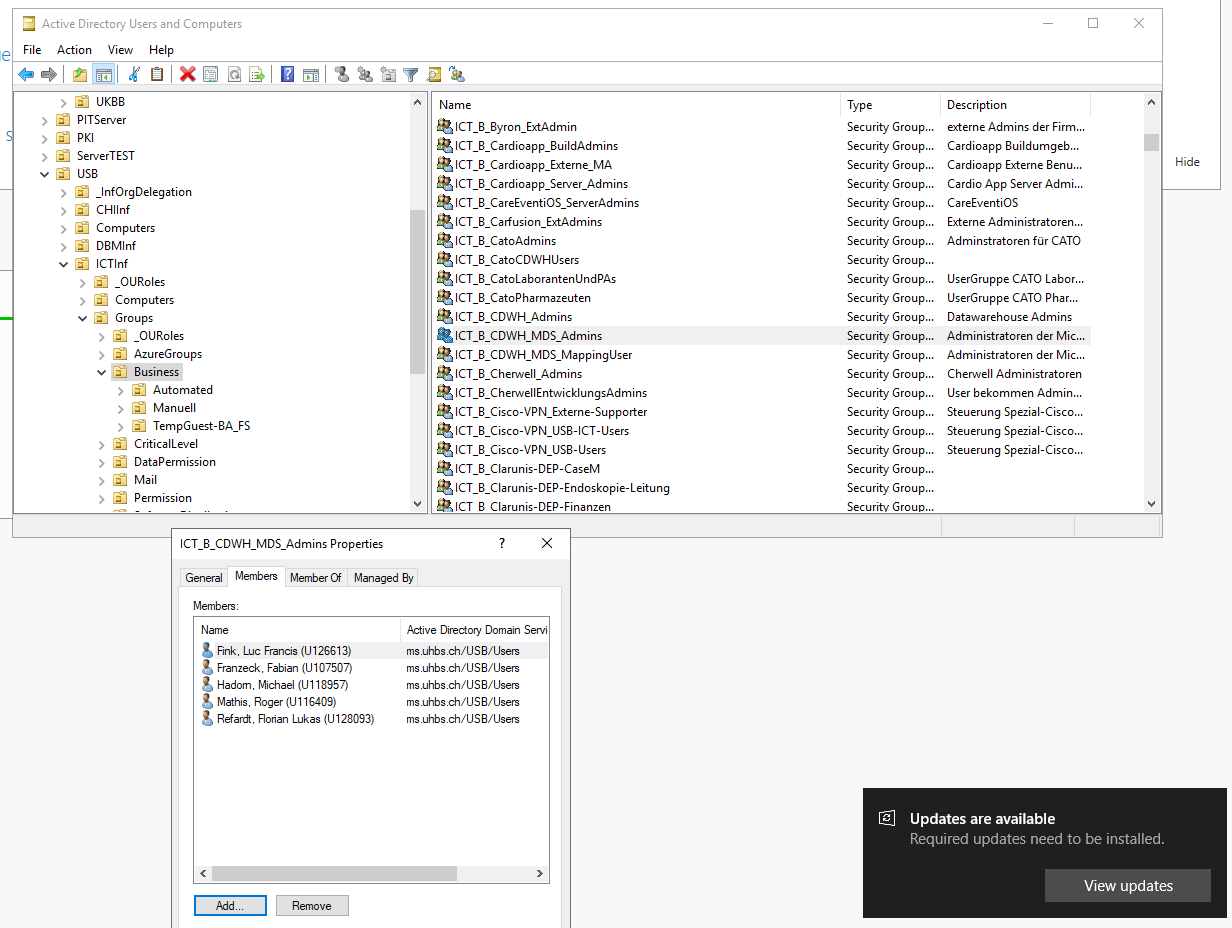 Active Directory Users and Computers
File Action View Help
UKBB
PITServer
PKI
ServerTEST
USB
_InfOrgDelegation
CHIInf
Computers
DBMInf
ICTInf
_OURoles
Computers
Groups
_OURoles
AzureGroups
Business
Automated
Manuell
TempGuest-BA_FS
CriticalLevel
DataPermission
Mail
Permission
Name Type Description
ICT_B_Byron_ExtAdmin Security Group... externe Admins der Firm...
ICT_B_Cardioapp_BuildAdmins Security Group... Cardioapp Buildumgeb...
ICT_B_Cardioapp_Externe_MA Security Group... Cardioapp Externe Benu...
ICT_B_Cardioapp_Server_Admins Security Group... Cardio App Server Admi...
ICT_B_CareEventiOS_ServerAdmins Security Group... CareEventiOS
ICT_B_Carfusion_ExtAdmins Security Group... Externe Administratoren...
ICT_B_CatoAdmins Security Group... Adminstratoren für CATO
ICT_B_CatoCDWHUsers Security Group...
ICT_B_CatoLaborantenUndPAs Security Group... UserGruppe CATO Labor...
ICT_B_CatoPharmazeuten Security Group... UserGruppe CATO Phar...
ICT_B_CDWH_Admins Security Group... Datawarehouse Admins
ICT_B_CDWH_MDS_Admins Security Group... Administratoren der Mic...
ICT_B_CDWH_MDS_MappingUser Security Group... Administratoren der Mic...
ICT_B_Cherwell_Admins Security Group... Cherwell Administratoren
ICT_B_CherwellEntwicklungsAdmins Security Group... User bekommen Admin...
ICT_B_Cisco-VPN_Externe-Supporter Security Group... Steuerung Spezial-Cisco...
ICT_B_Cisco-VPN_USB-ICT-Users Security Group... Steuerung Spezial-Cisco...
ICT_B_Cisco-VPN_USB-Users Security Group... Steuerung Spezial-Cisco...
ICT_B_Clarunis-DEP-CaseM Security Group...
ICT_B_Clarunis-DEP-Endoskopie-Leitung Security Group...
ICT_B_Clarunis-DEP-Finanzen Security Group...
Hide
ICT_B_CDWH_MDS_Admins Properties ?
General Members Member Of Managed By
Members:
Name Active Directory Domain Servi
Fink, Luc Francis (U126613) ms.uhbs.ch/USB/Users
Franzeck, Fabian (U107507) ms.uhbs.ch/USB/Users
Hadorn, Michael (U118957) ms.uhbs.ch/USB/Users
Mathis, Roger (U116409) ms.uhbs.ch/USB/Users
Refardt, Florian Lukas (U128093) ms.uhbs.ch/USB/Users
Add... Remove
Updates are available
Required updates need to be installed.
View updates